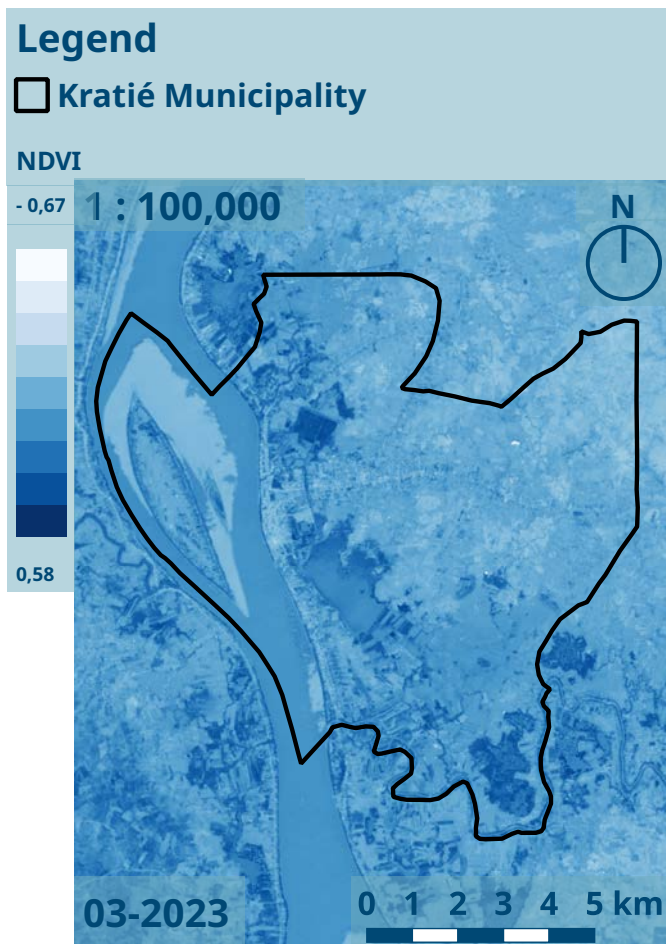 Legend
Kratié Municipality
NDVI
- 0,67
1 : 100,000
N
0,58
03-2023
0 1 2 3 4 5 km